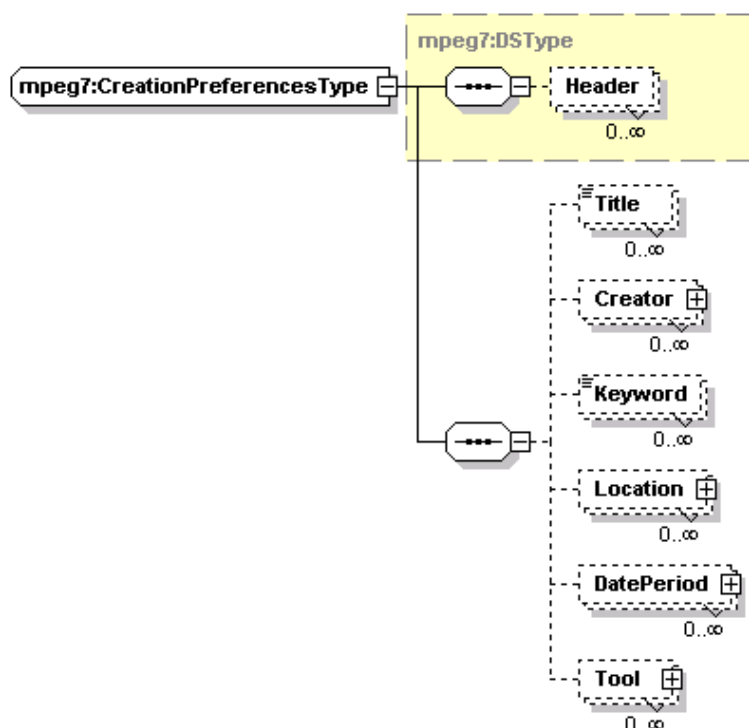 mpeg7:DSType
mpeg7:CreationPreferencesType
Header
0..∞
Title
0..∞
Creator
0..∞
Keyword
0..∞
Location
0..∞
DatePeriod
0..∞
Tool
0..∞